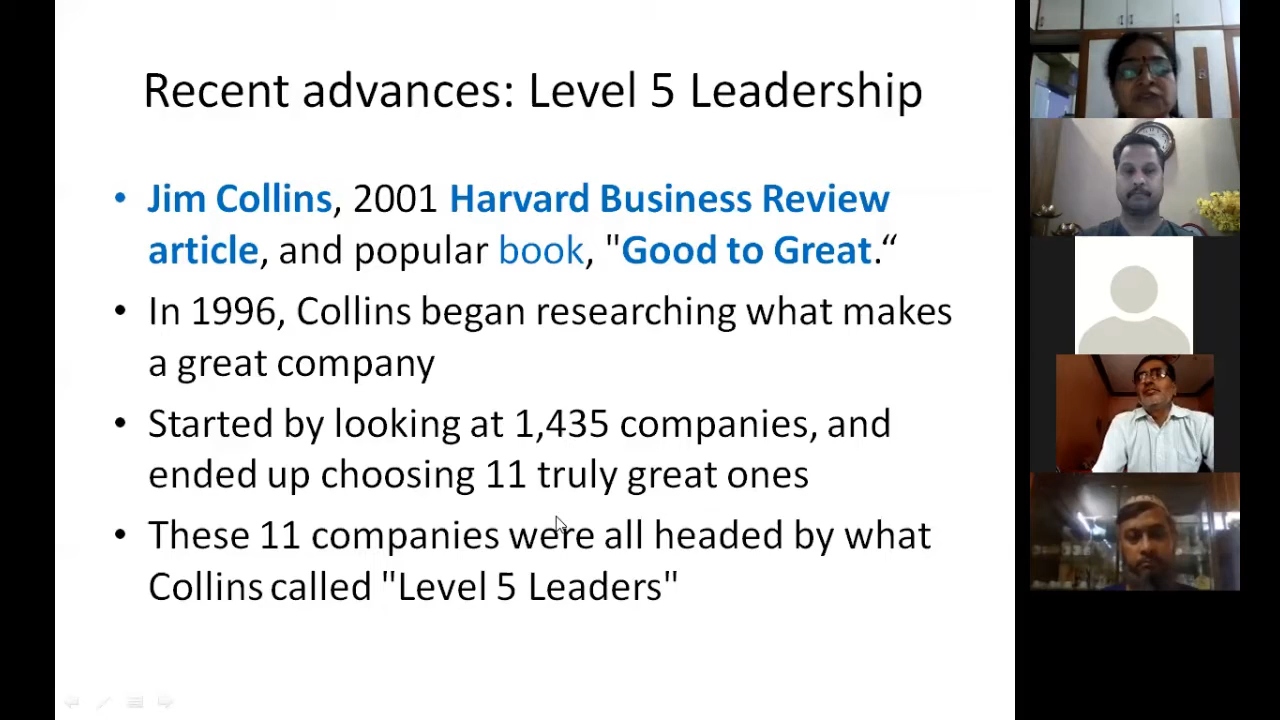 Recent advances: Level 5 Leadership
• Jim Collins, 2001 Harvard Business Review
article, and popular book, "Good to Great.“
• In 1996, Collins began researching what makes
a great company
• Started by looking at 1,435 companies, and
ended up choosing 11 truly great ones
• These 11 companies were all headed by what
Collins called "Level 5 Leaders"